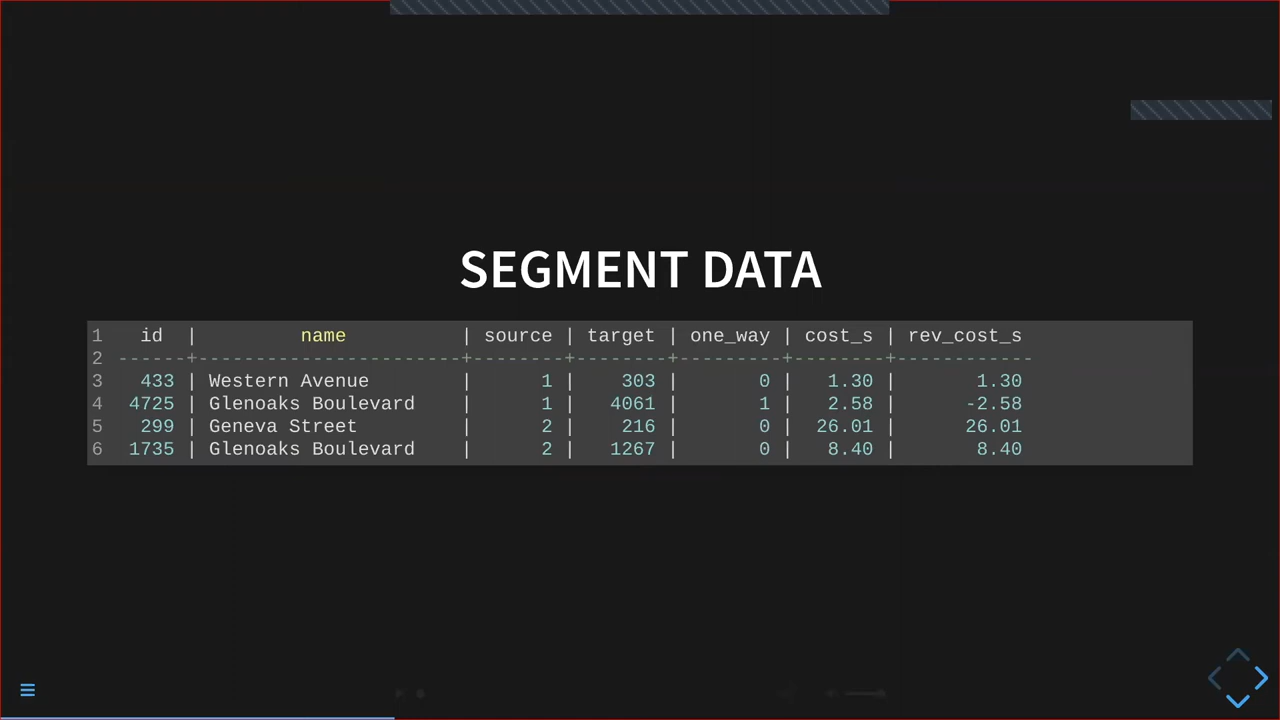 SEGMENT DATA
1   id  |         name          | source | target | one_way | cost_s | rev_cost_s
2 ------+-----------------------+--------+--------+---------+--------+------------
3   433 | Western Avenue        |      1 |    303 |       0 |   1.30 |       1.30
4  4725 | Glenoaks Boulevard    |      1 |   4061 |       1 |   2.58 |      -2.58
5   299 | Geneva Street         |      2 |    216 |       0 |  26.01 |      26.01
6  1735 | Glenoaks Boulevard    |      2 |   1267 |       0 |   8.40 |       8.40